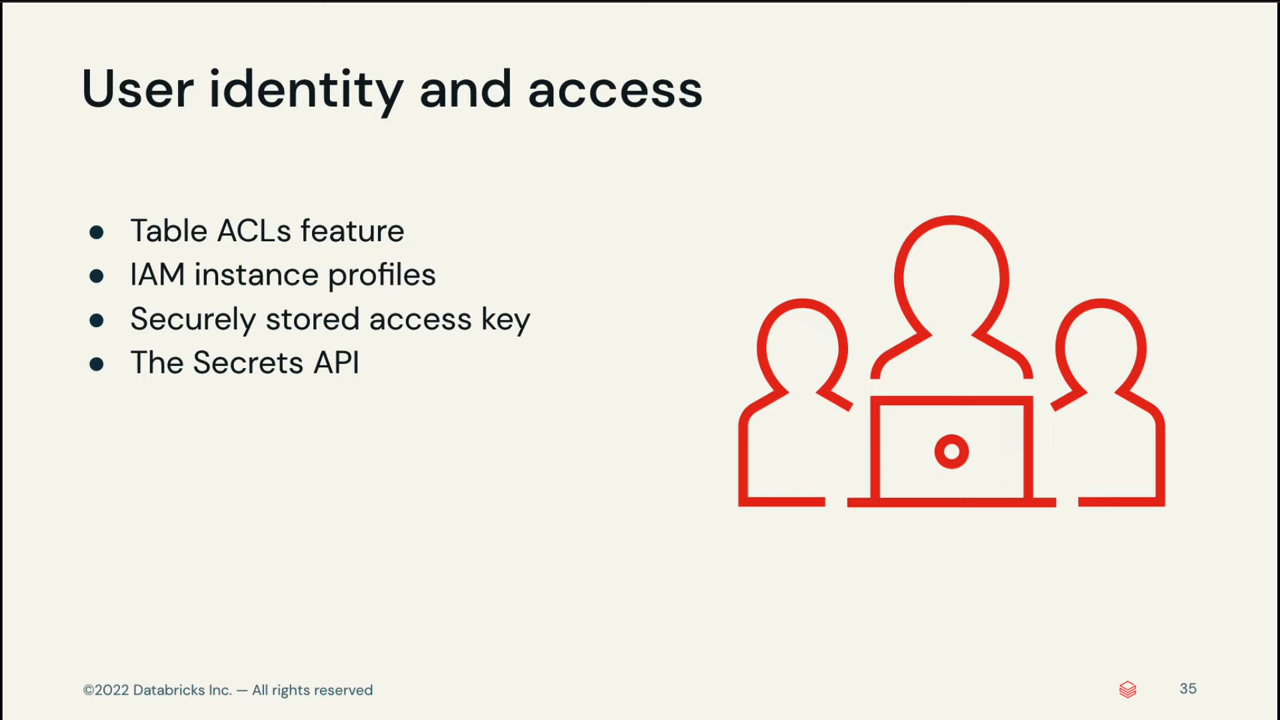 User identity and access
● Table ACLs feature
● IAM instance profiles
● Securely stored access key
● The Secrets API
©2022 Databricks Inc. — All rights reserved
35